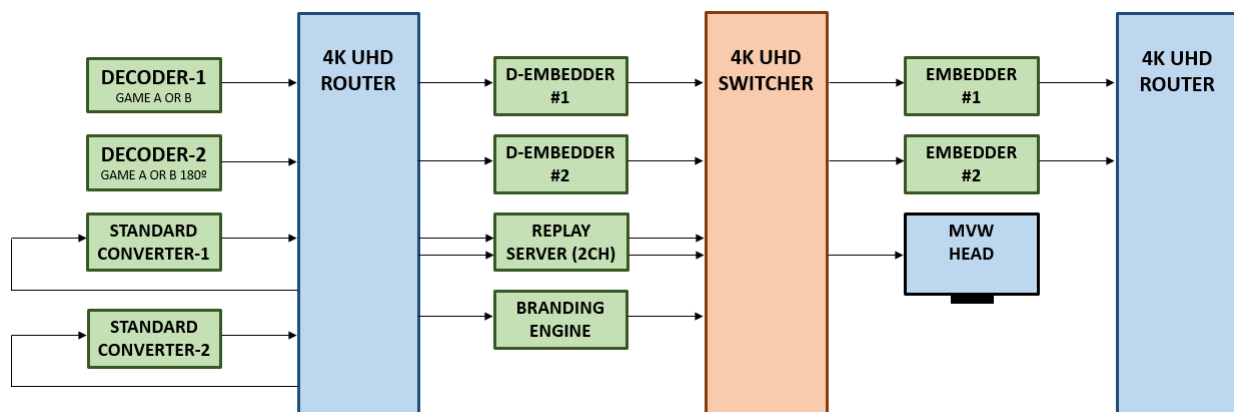 DECODER-1
GAME A OR B
DECODER-2
GAME A OR B 180º
STANDARD
CONVERTER-1
STANDARD
CONVERTER-2
4K UHD
ROUTER
D-EMBEDDER
#1
D-EMBEDDER
#2
REPLAY
SERVER (2CH)
BRANDING
ENGINE
4K UHD
SWITCHER
EMBEDDER
#1
EMBEDDER
#2
MVW
HEAD
4K UHD
ROUTER